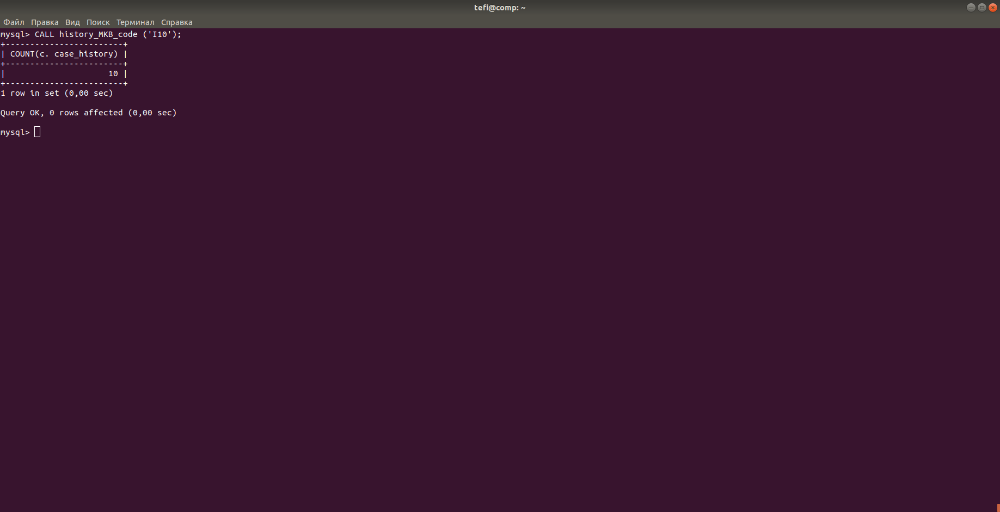 tefi@comp: ~
Файл Правка Вид Поиск Терминал Справка
mysql> CALL history_MKB_code ('I10');
+------------------------+
| COUNT(c. case_history) |
+------------------------+
|                     10 |
+------------------------+
1 row in set (0,00 sec)
Query OK, 0 rows affected (0,00 sec)
mysql>